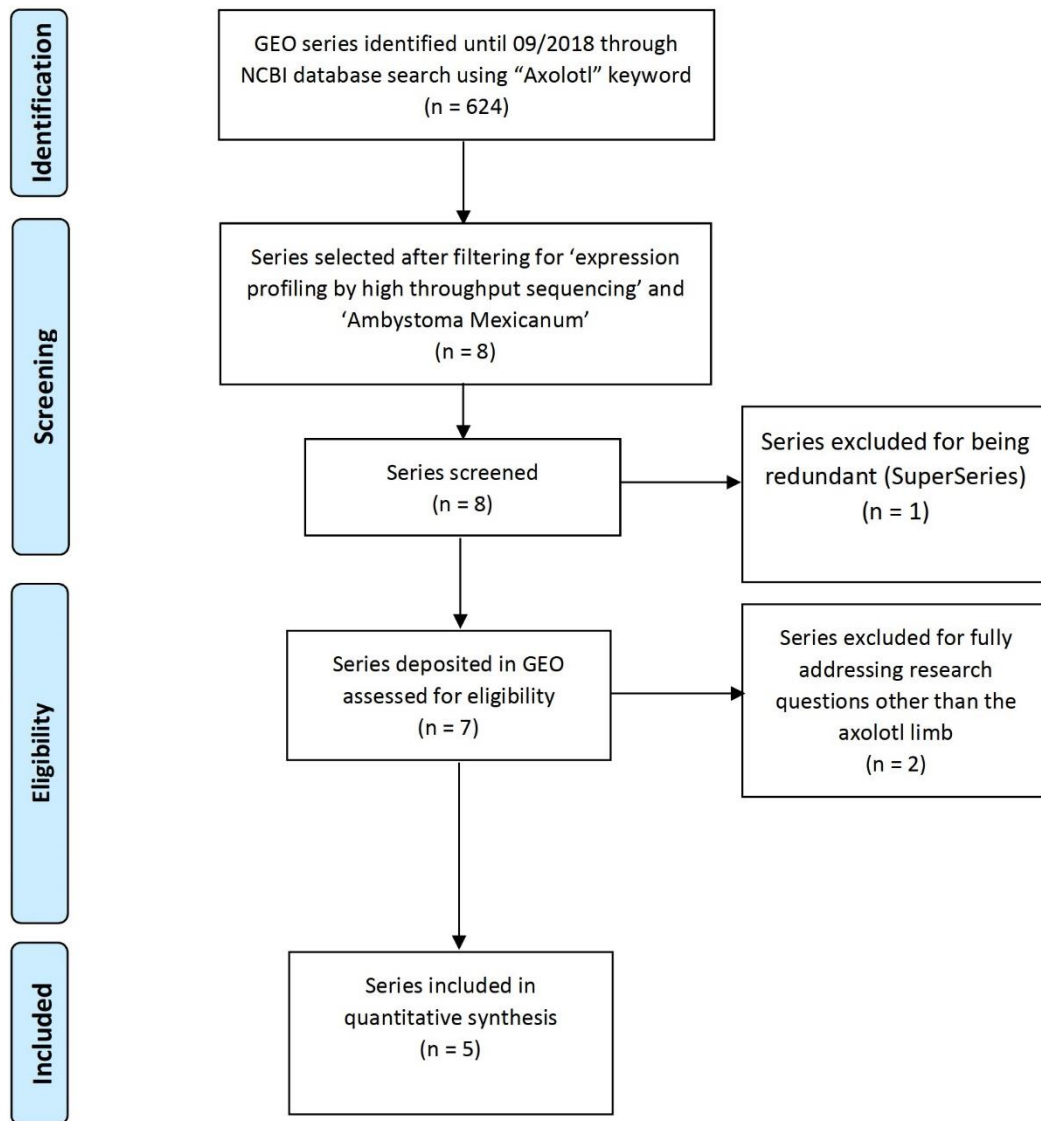 Identification
GEO series identified until 09/2018 through
NCBI database search using “Axolotl” keyword
(n = 624)
Screening
Series selected after filtering for ‘expression
profiling by high throughput sequencing’ and
‘Ambystoma Mexicanum’
(n = 8)
Series screened
(n = 8)
Series excluded for being
redundant (SuperSeries)
(n = 1)
Eligibility
Series deposited in GEO
assessed for eligibility
(n = 7)
Series excluded for fully
addressing research
questions other than the
axolotl limb
(n = 2)
Included
Series included in
quantitative synthesis
(n = 5)